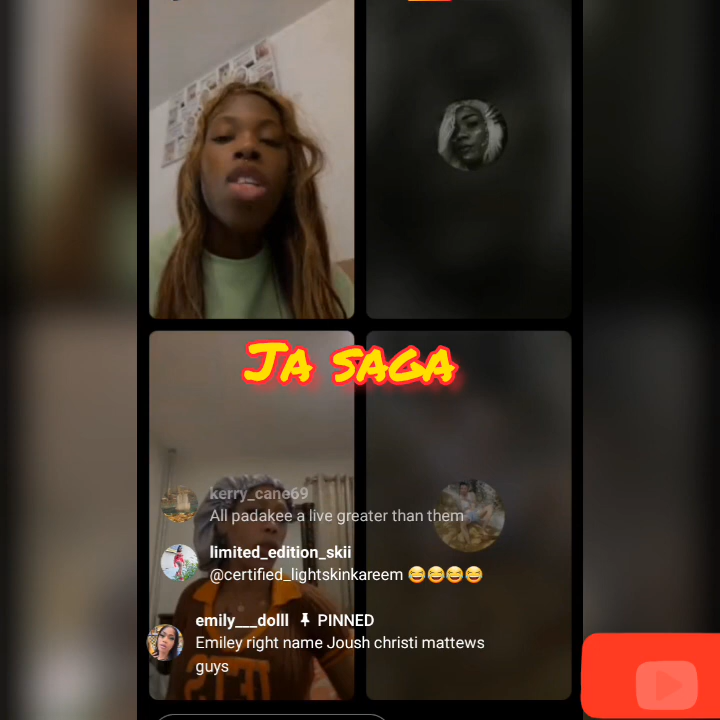 JA SAGA
kerry_cane69
All padakee a live greater than them
limited_edition_skii
@certified_lightskinkareem 😂😂😂😂
emily___dolll 📌 PINNED
Emiley right name Joush christi mattews
guys